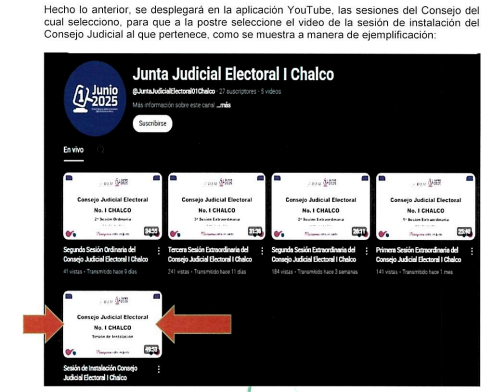 Hecho lo anterior, se desplegará en la aplicación YouTube, las sesiones del Consejo del
cual selecciono, para que a la postre seleccione el video de la sesión de instalación del
Consejo Judicial al que pertenece, como se muestra a manera de ejemplificación:
1 Junio
2025
Junta Judicial Electoral I Chalco
@JuntaJudicialElectoral01Chalco · 27 suscriptores · 5 videos
Más información sobre este canal ...más
Suscribirse
En vivo
Consejo Judicial Electoral
No. I CHALCO
2ª Sesión Ordinaria
34:55
Segunda Sesión Ordinaria del
Consejo Judicial Electoral I Chalco
41 vistas · Transmitido hace 9 días
Consejo Judicial Electoral
No. I CHALCO
3ª Sesión Extraordinaria
Tercera Sesión Extraordinaria del
Consejo Judicial Electoral I Chalco
241 vistas · Transmitido hace 11 días
Consejo Judicial Electoral
No. I CHALCO
2ª Sesión Extraordinaria
Segunda Sesión Extraordinaria del
Consejo Judicial Electoral I Chalco
184 vistas · Transmitido hace 3 semanas
Consejo Judicial Electoral
No. I CHALCO
1ª Sesión Extraordinaria
Primera Sesión Extraordinaria del
Consejo Judicial Electoral I Chalco
141 vistas · Transmitido hace 1 mes
Consejo Judicial Electoral
No. I CHALCO
Sesión de Instalación
Sesión de Instalación Consejo
Judicial Electoral I Chalco